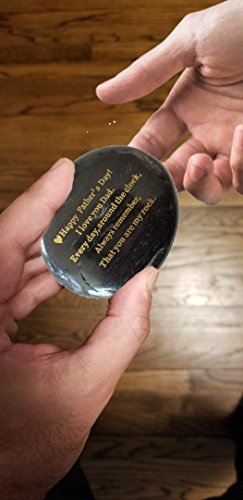 ♥Happy Father's Day!
I love you Dad.
Every day,around the clock,
Always remember,
That you are my rock.